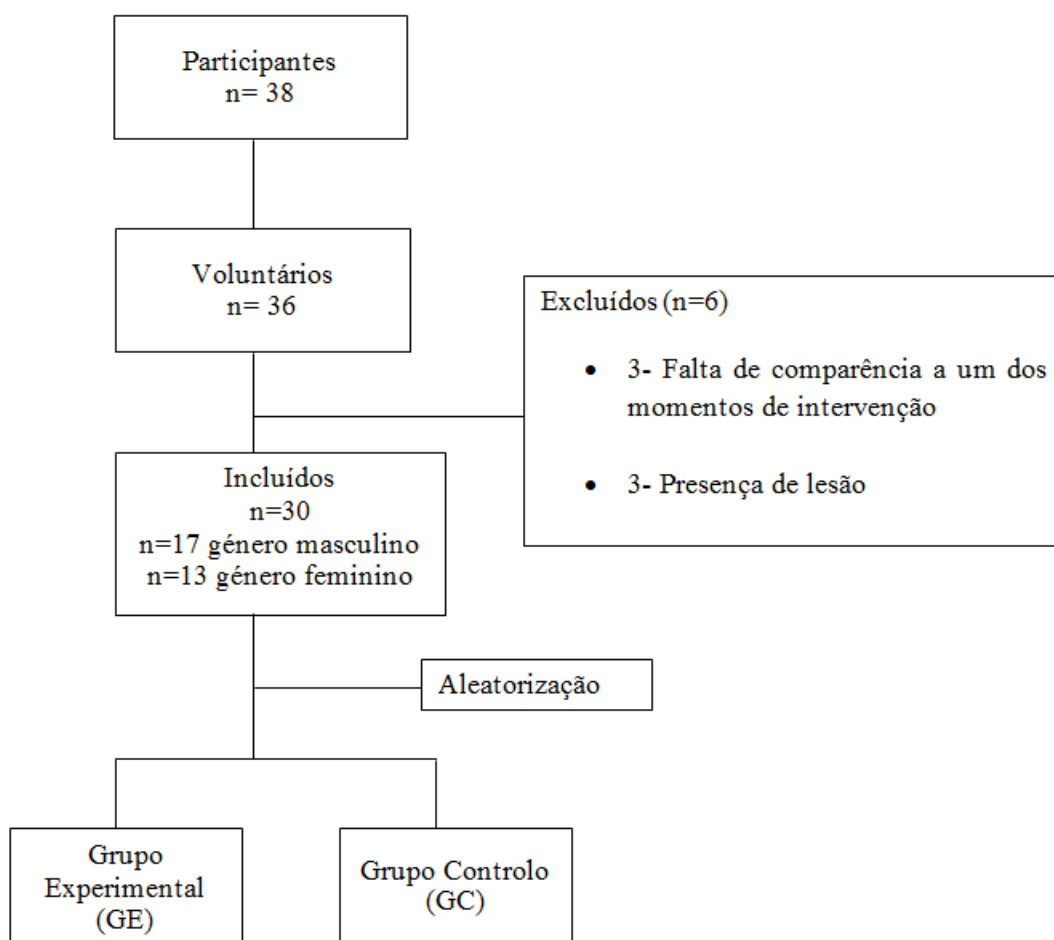 Participantes
n= 38
Voluntários
n= 36
Excluídos (n=6)
• 3- Falta de comparência a um dos
momentos de intervenção
• 3- Presença de lesão
Incluídos
n=30
n=17 género masculino
n=13 género feminino
Aleatorização
Grupo
Experimental
(GE)
Grupo Controlo
(GC)